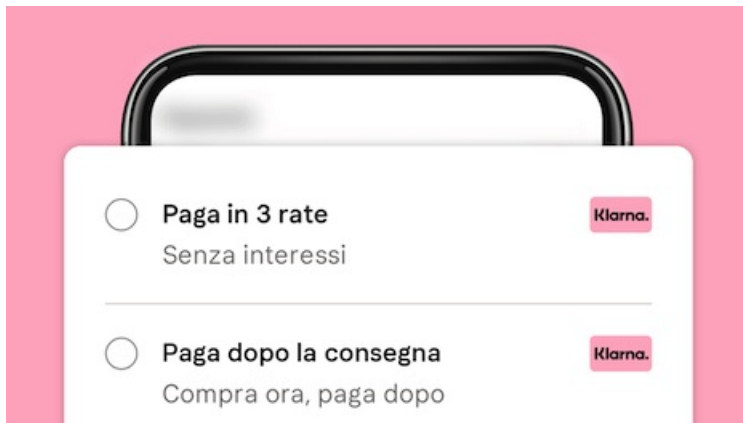 Paga in 3 rate
Klarna.
Senza interessi
Paga dopo la consegna
Klarna.
Compra ora, paga dopo